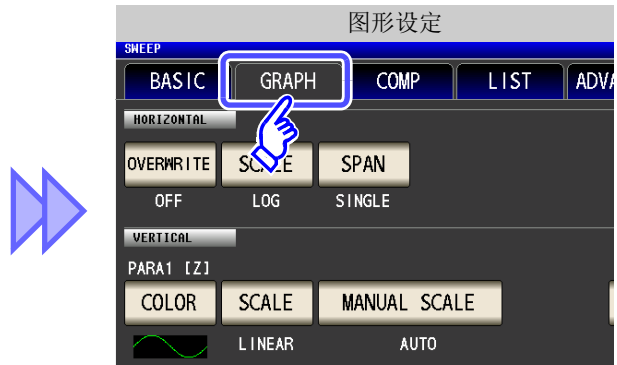 图形设定
SWEEP
BASIC GRAPH COMP LIST ADVA
HORIZONTAL
OVERWRITE SCALE SPAN
OFF LOG SINGLE
VERTICAL
PARA1 [Z]
COLOR SCALE MANUAL SCALE
LINEAR AUTO